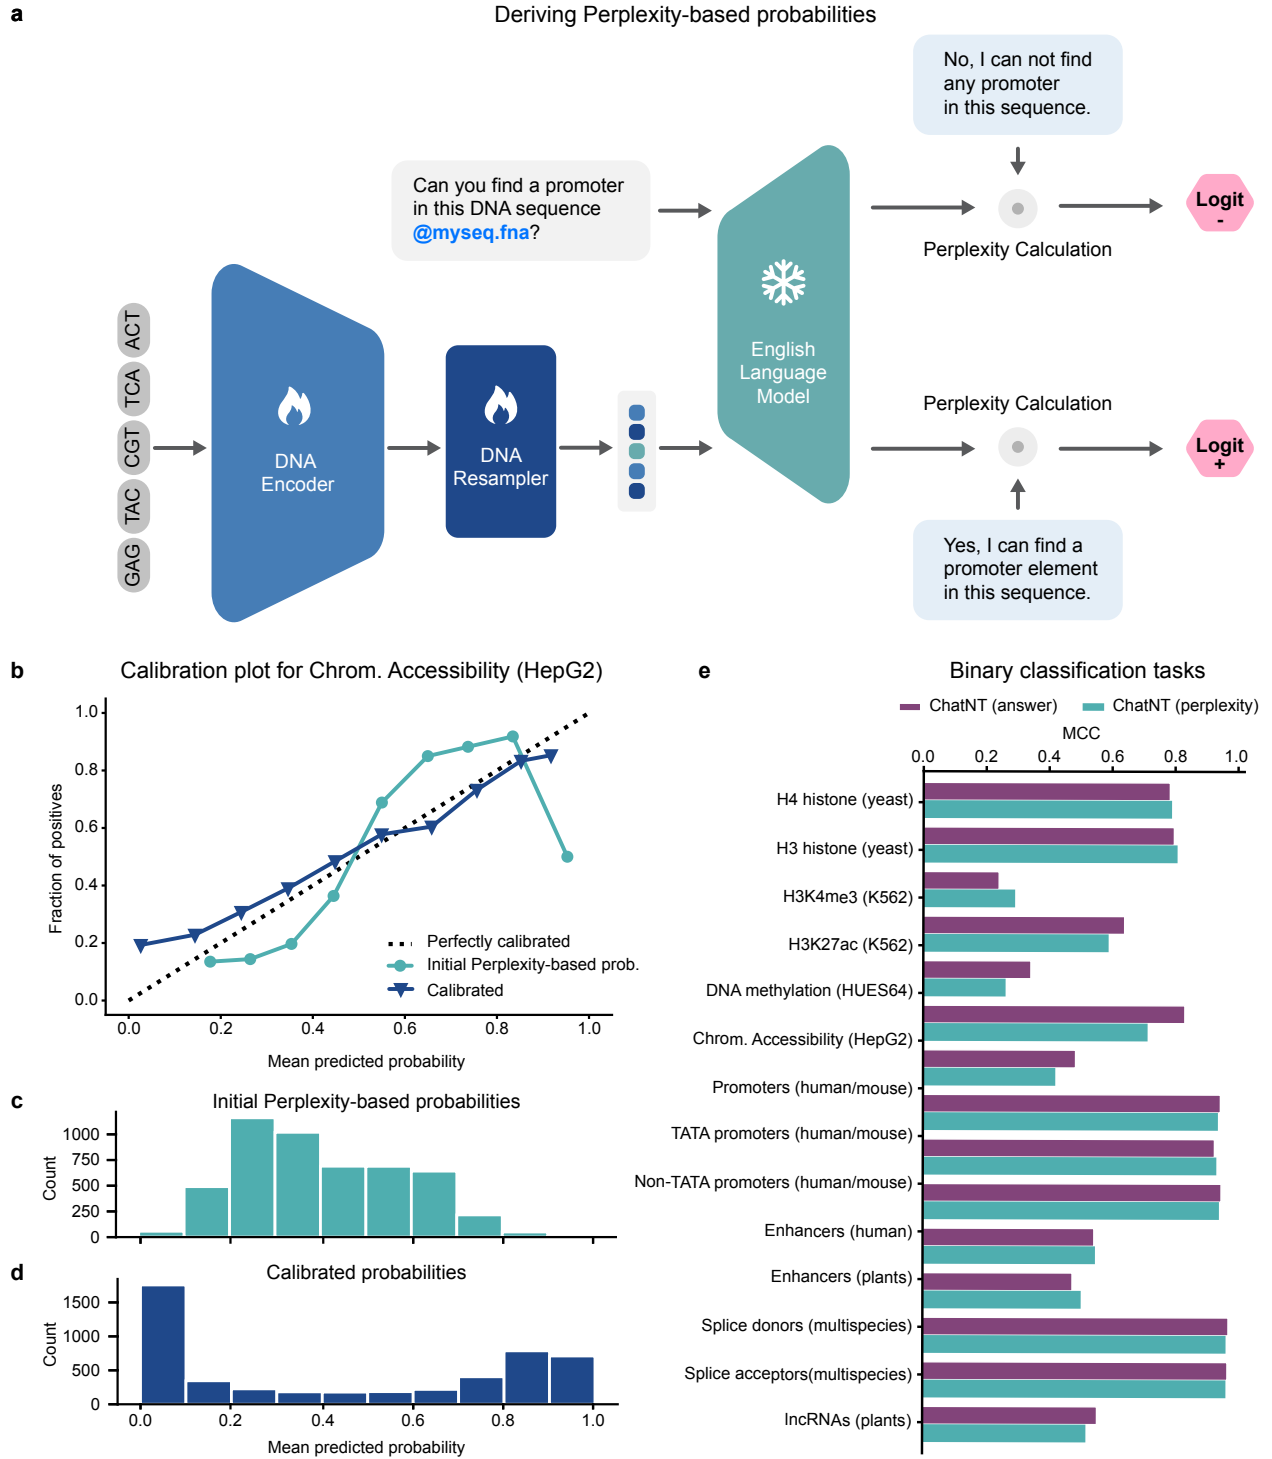 a
Deriving Perplexity-based probabilities
No, I can not find
any promoter
in this sequence.
Can you find a promoter
in this DNA sequence
@myseq.fna?
Logit
-
Perplexity Calculation
ACT
TCA
CGT
TAC
GAG
DNA
Encoder
DNA
Resampler
English
Language
Model
Perplexity Calculation
Logit
+
Yes, I can find a
promoter element
in this sequence.
b
Calibration plot for Chrom. Accessibility (HepG2)
Fraction of positives
1.0
0.8
0.6
0.4
0.2
0.0
Perfectly calibrated
Initial Perplexity-based prob.
Calibrated
0.0 0.2 0.4 0.6 0.8 1.0
Mean predicted probability
c
Initial Perplexity-based probabilities
Count
1000
750
500
250
0
d
Calibrated probabilities
Count
1500
1000
500
0
0.0 0.2 0.4 0.6 0.8 1.0
Mean predicted probability
e
Binary classification tasks
ChatNT (answer) ChatNT (perplexity)
MCC
0.0 0.2 0.4 0.6 0.8 1.0
H4 histone (yeast)
H3 histone (yeast)
H3K4me3 (K562)
H3K27ac (K562)
DNA methylation (HUES64)
Chrom. Accessibility (HepG2)
Promoters (human/mouse)
TATA promoters (human/mouse)
Non-TATA promoters (human/mouse)
Enhancers (human)
Enhancers (plants)
Splice donors (multispecies)
Splice acceptors(multispecies)
lncRNAs (plants)